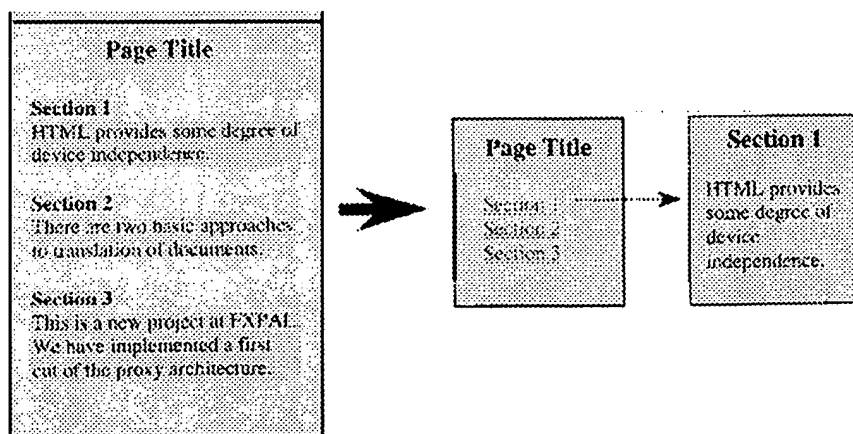 Page Title
Section 1
HTML provides some degree of
device independence.
Section 2
There are two basic approaches
to translation of documents.
Section 3
This is a new project at FXPAL.
We have implemented a first
cut of the proxy architecture.
Page Title
Section 1
Section 2
Section 3
Section 1
HTML provides
some degree of
device
independence.